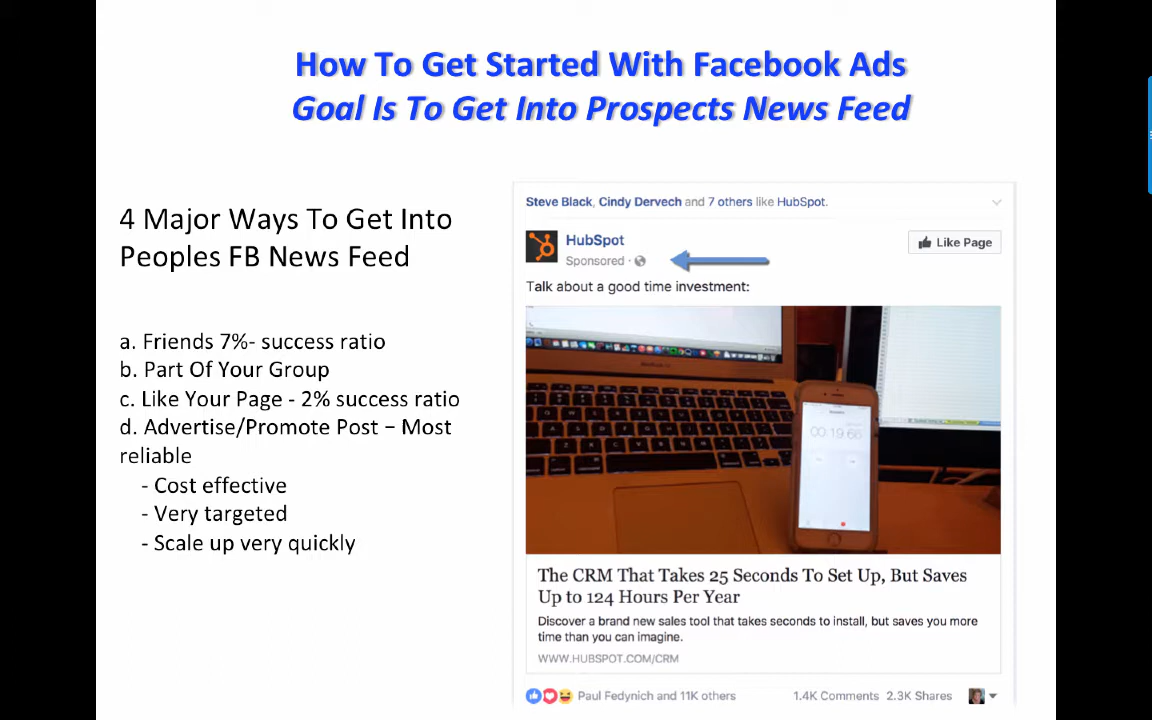 How To Get Started With Facebook Ads
Goal Is To Get Into Prospects News Feed
4 Major Ways To Get Into
Peoples FB News Feed
a. Friends 7%- success ratio
b. Part Of Your Group
c. Like Your Page - 2% success ratio
d. Advertise/Promote Post – Most
reliable
- Cost effective
- Very targeted
- Scale up very quickly
Steve Black, Cindy Dervech and 7 others like HubSpot.
HubSpot
Like Page
Sponsored ·
Talk about a good time investment:
00:19.66
The CRM That Takes 25 Seconds To Set Up, But Saves
Up to 124 Hours Per Year
Discover a brand new sales tool that takes seconds to install, but saves you more
time than you can imagine.
WWW.HUBSPOT.COM/CRM
Paul Fedynich and 11K others
1.4K Comments 2.3K Shares